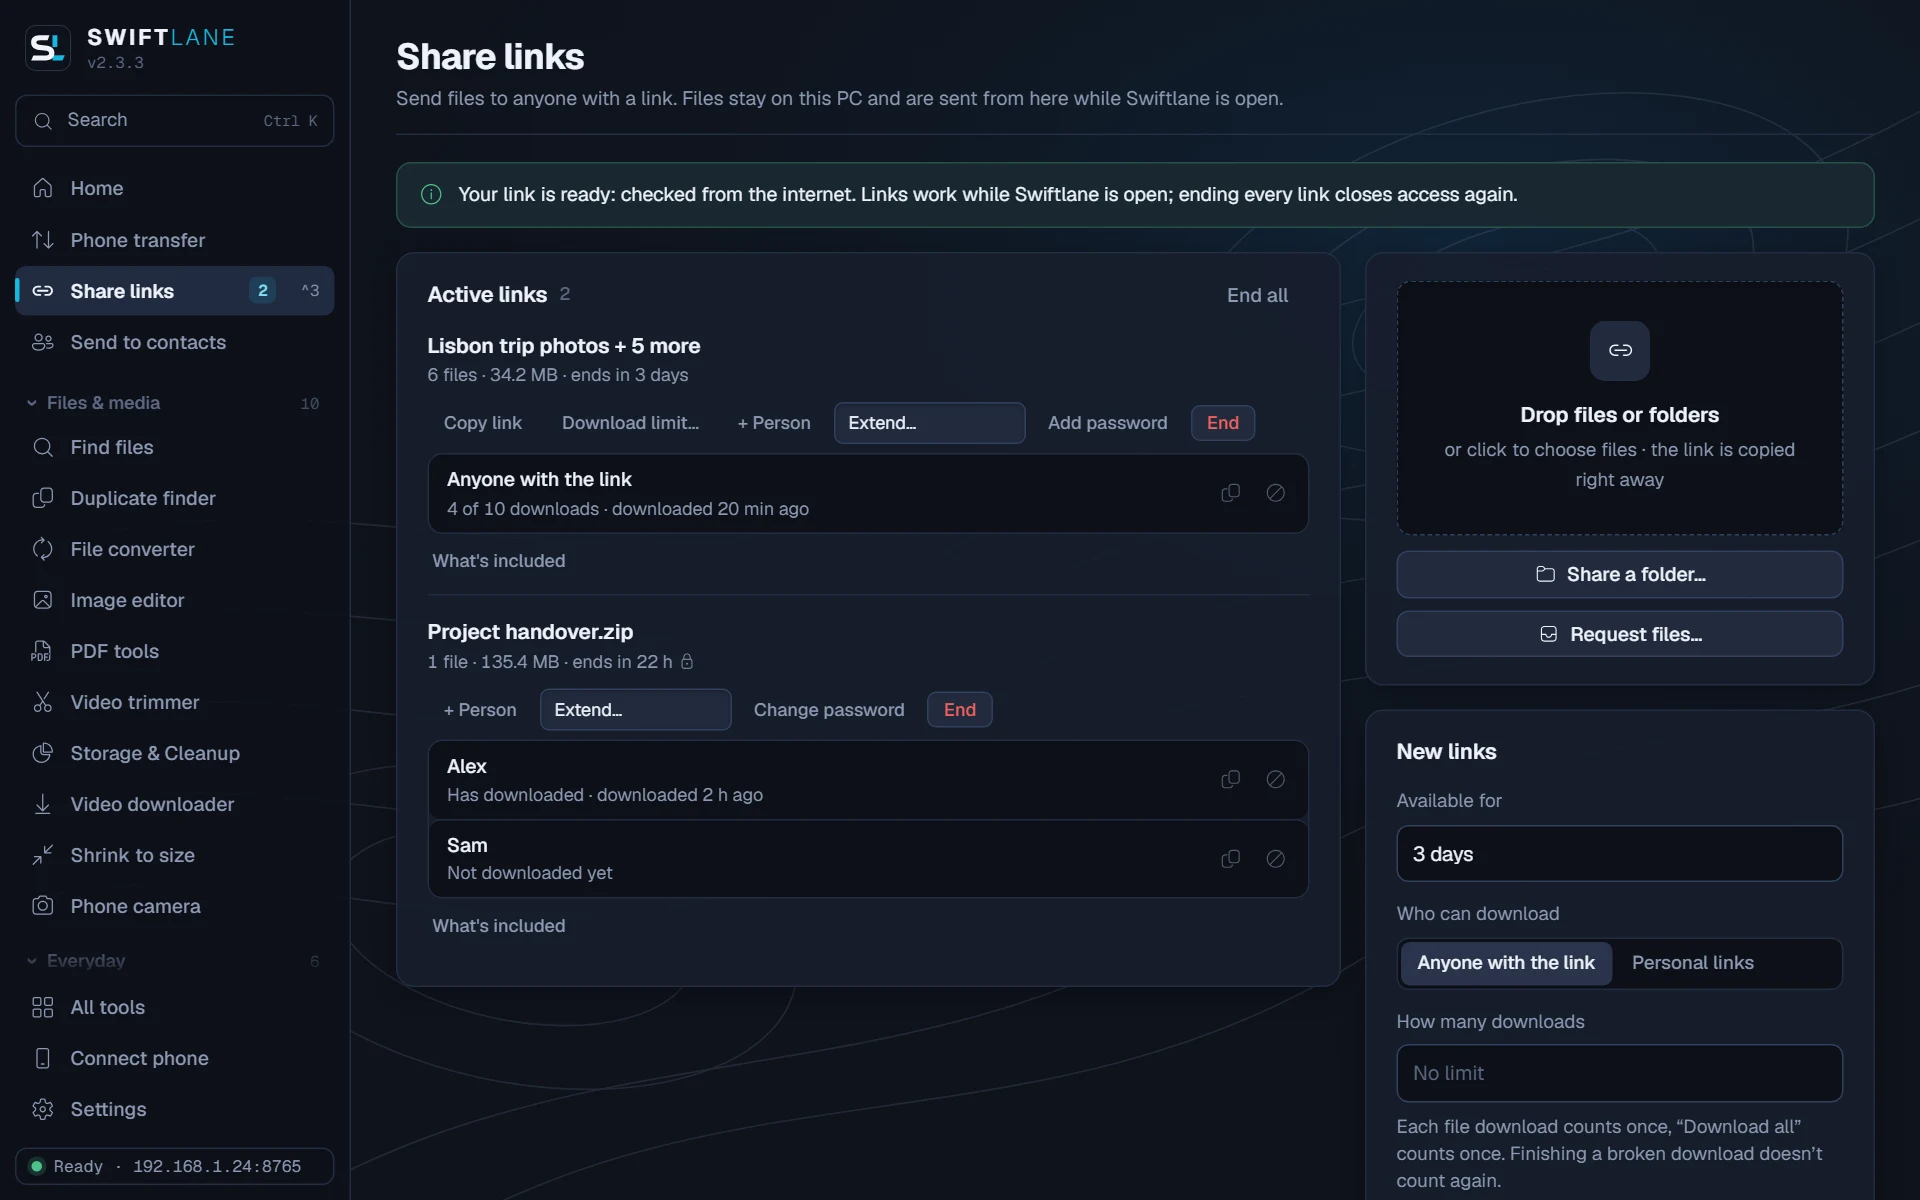 SWIFTLANE
v2.3.3
Search Ctrl K
Home
Phone transfer
Share links 2 ^3
Send to contacts
Files & media 10
Find files
Duplicate finder
File converter
Image editor
PDF tools
Video trimmer
Storage & Cleanup
Video downloader
Shrink to size
Phone camera
Everyday 6
All tools
Connect phone
Settings
Ready · 192.168.1.24:8765
Share links
Send files to anyone with a link. Files stay on this PC and are sent from here while Swiftlane is open.
Your link is ready: checked from the internet. Links work while Swiftlane is open; ending every link closes access again.
Active links 2 End all
Lisbon trip photos + 5 more
6 files · 34.2 MB · ends in 3 days
Copy link Download limit... + Person Extend... Add password End
Anyone with the link
4 of 10 downloads · downloaded 20 min ago
What's included
Project handover.zip
1 file · 135.4 MB · ends in 22 h
+ Person Extend... Change password End
Alex
Has downloaded · downloaded 2 h ago
Sam
Not downloaded yet
What's included
Drop files or folders
or click to choose files · the link is copied
right away
Share a folder...
Request files...
New links
Available for
3 days
Who can download
Anyone with the link Personal links
How many downloads
No limit
Each file download counts once, “Download all”
counts once. Finishing a broken download doesn’t
count again.